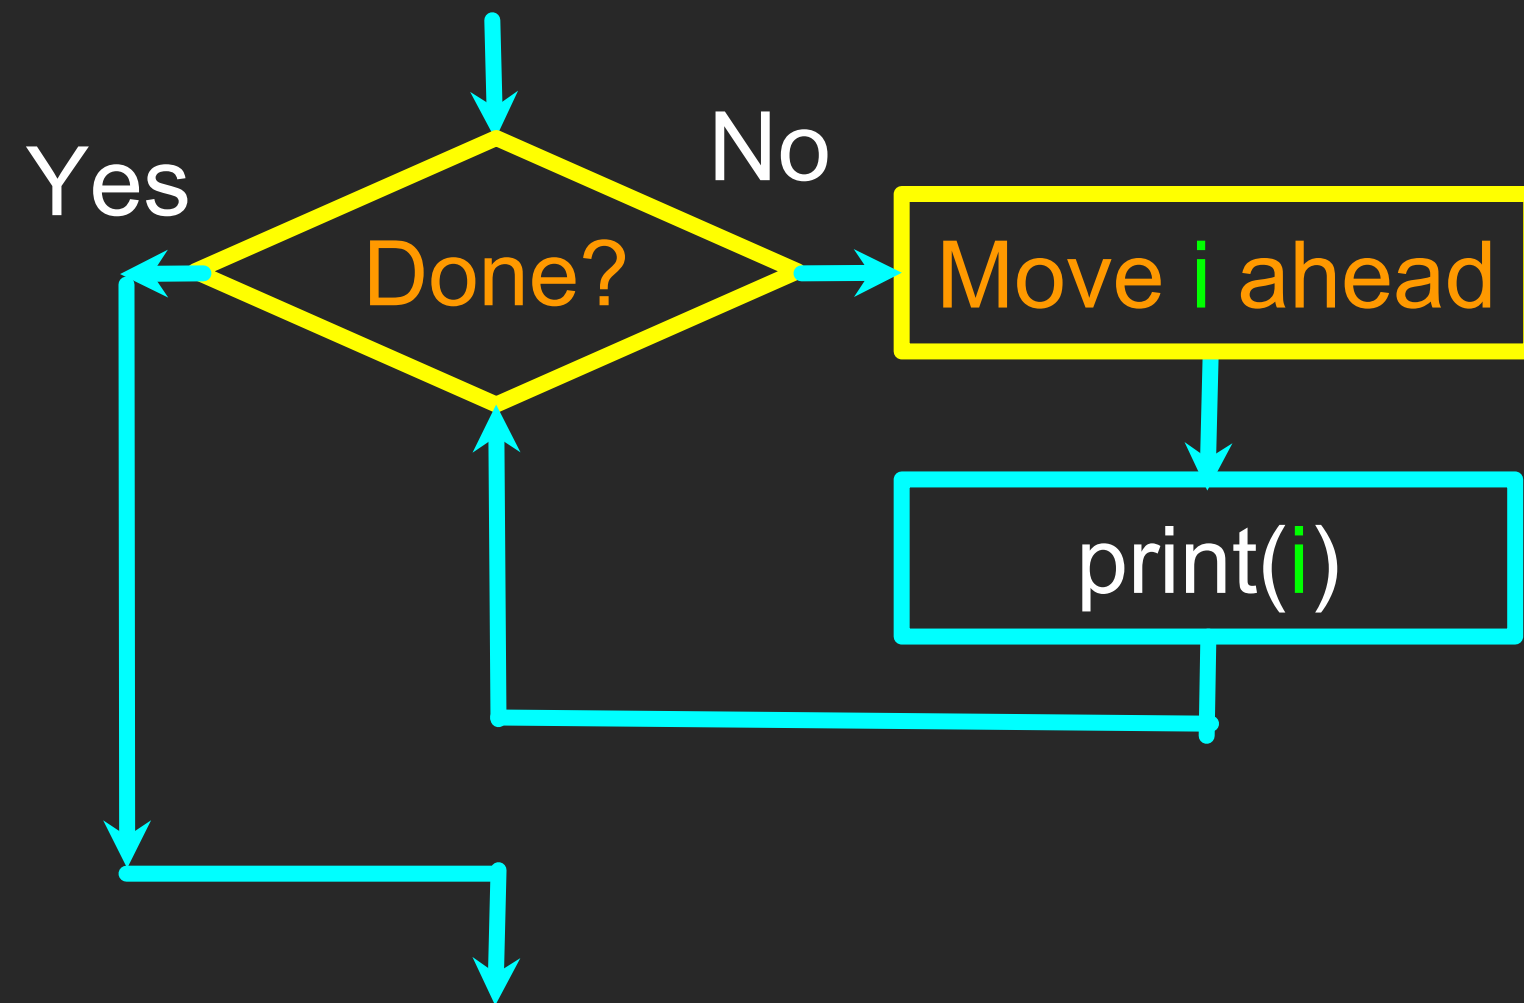 Yes
No
Done?
Move i ahead
print(i)